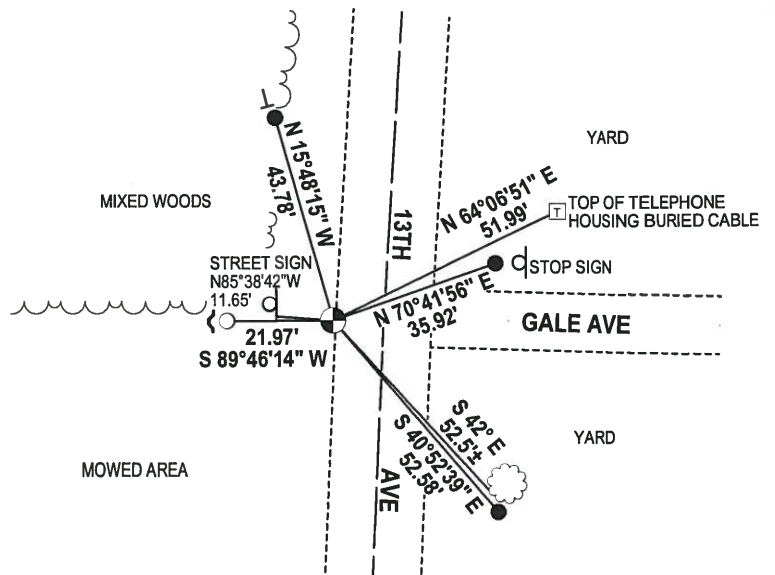 YARD
N 15°48'15" W
43.78'
MIXED WOODS
N 64°06'51" E
51.99'
T
TOP OF TELEPHONE
HOUSING BURIED CABLE
13TH
STREET SIGN
N85°38'42"W
11.65'
STOP SIGN
N 70°41'56" E
35.92'
GALE AVE
21.97'
S 89°46'14" W
S 42° E
52.5'±
S 40°52'39" E
52.58'
YARD
MOWED AREA
AVE